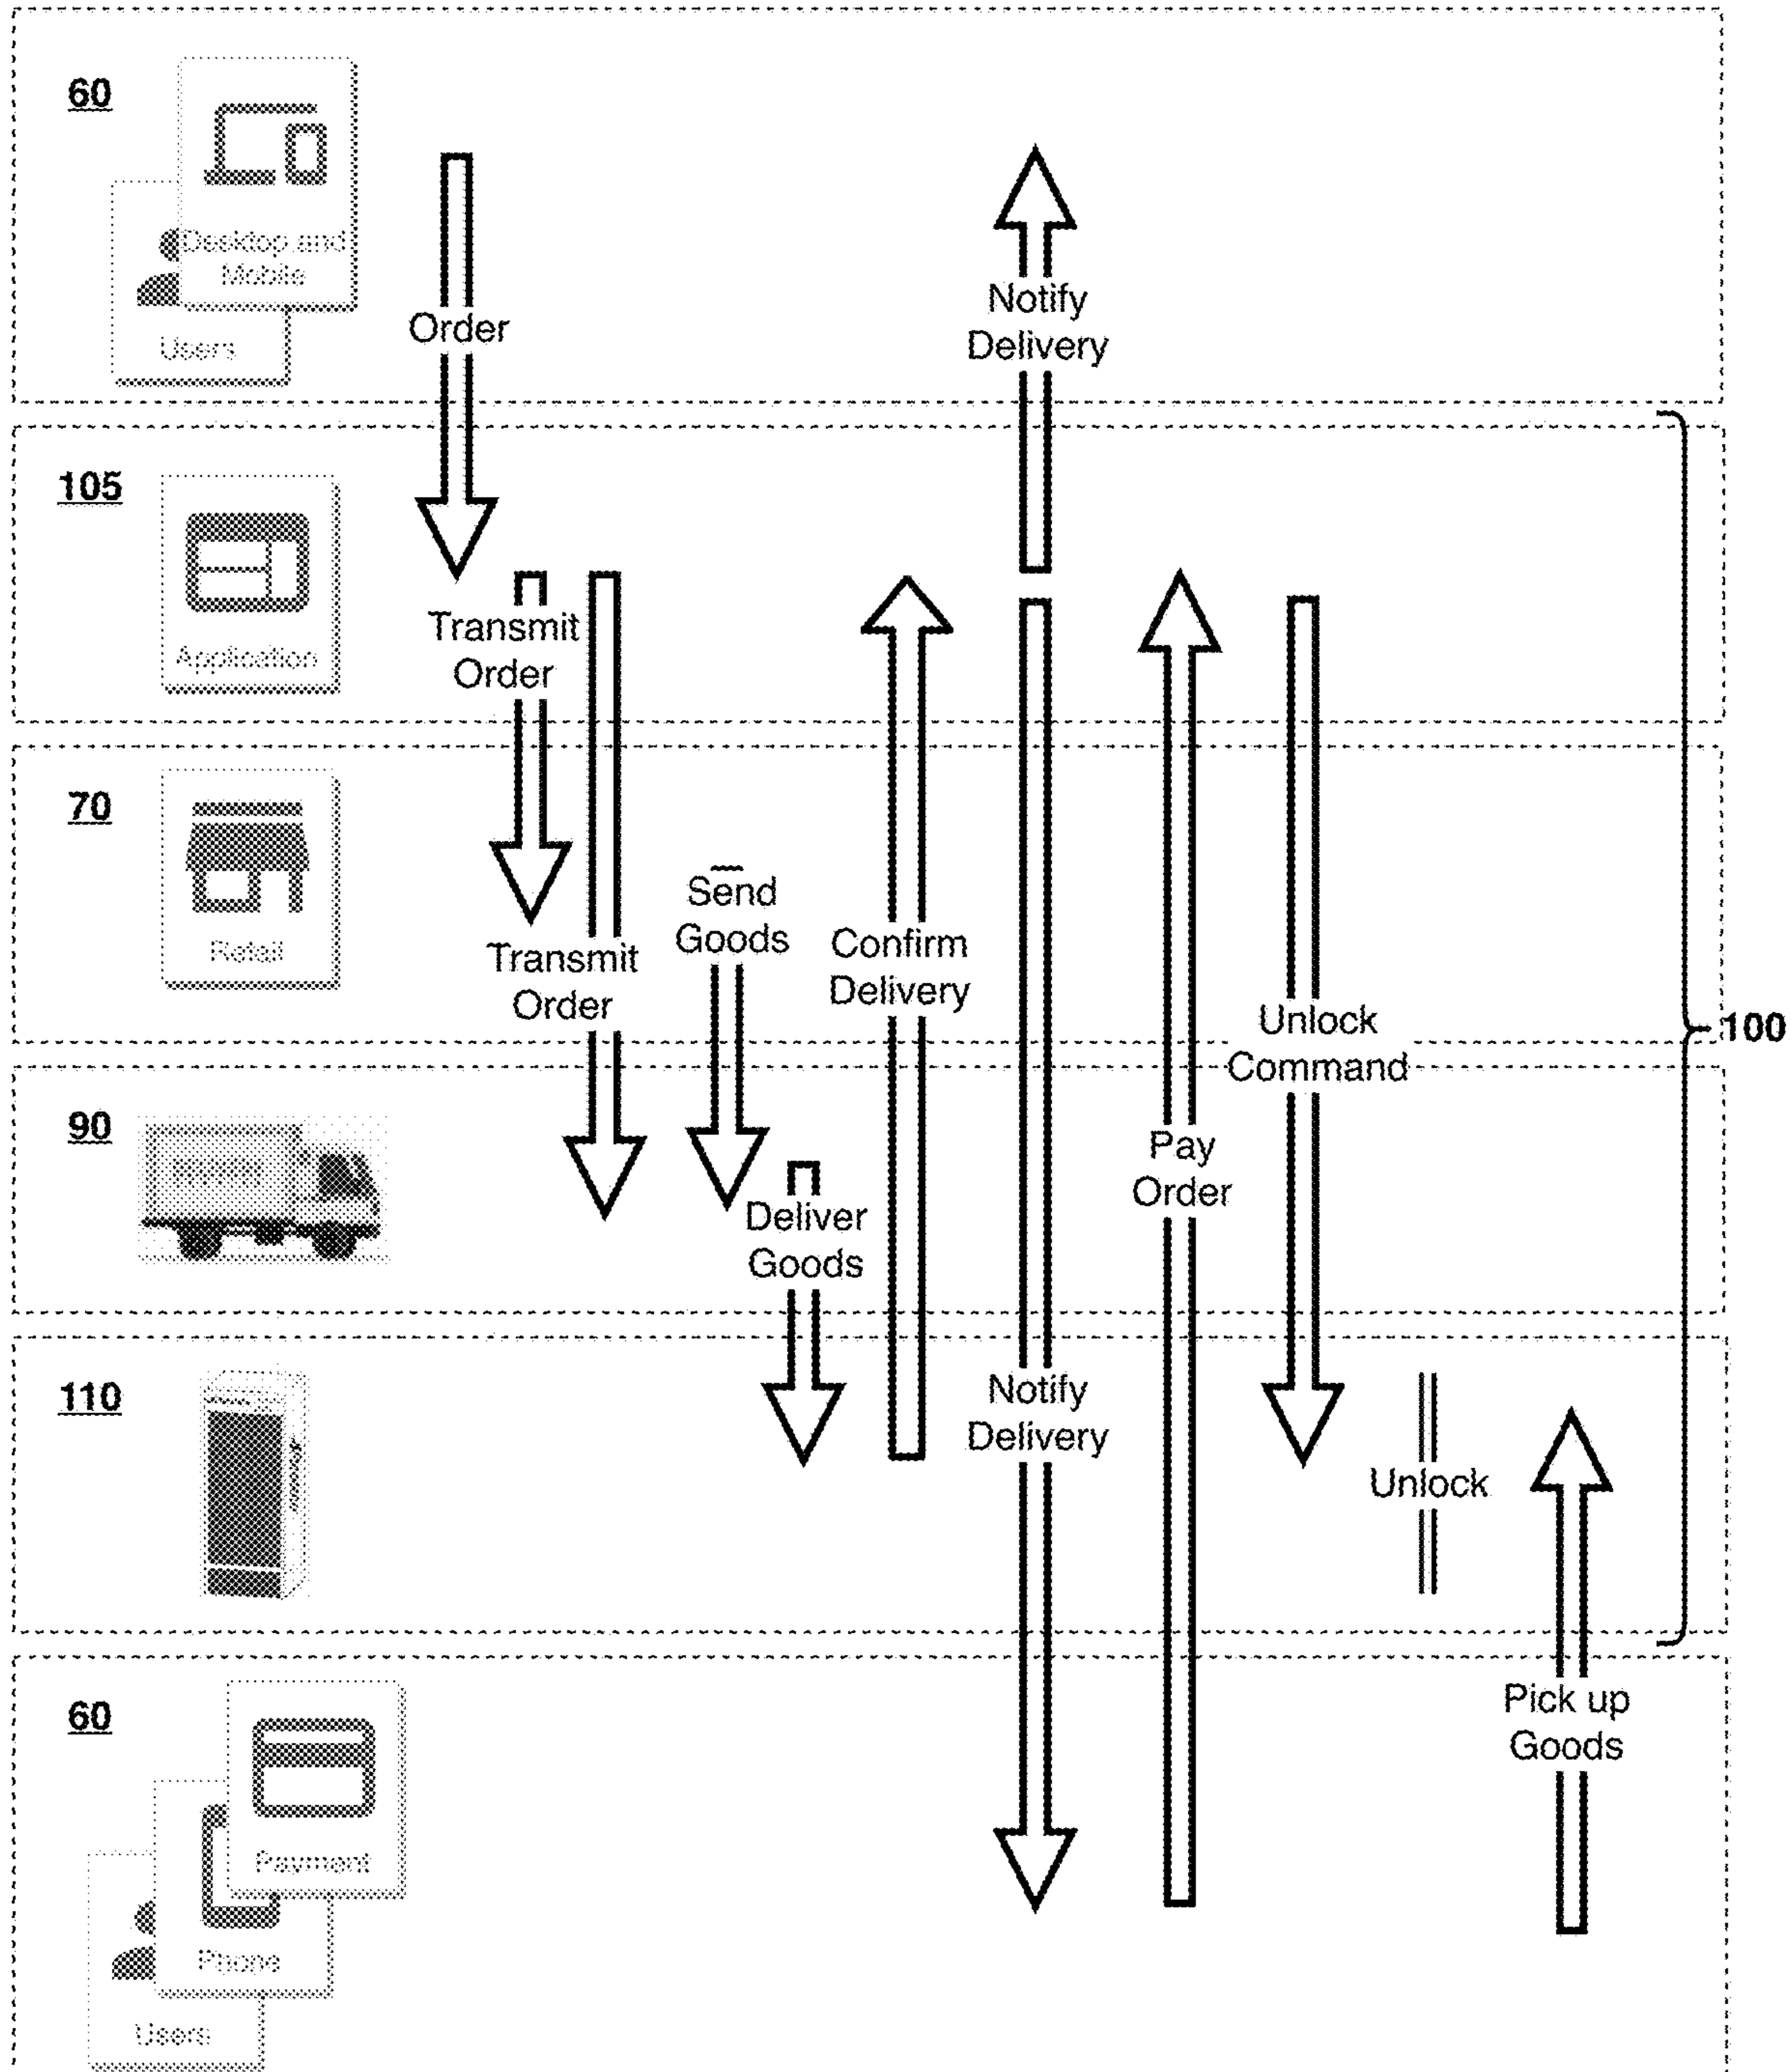 60
Desktop and
Mobile
Users
Order
Notify
Delivery
105
Application
Transmit
Order
70
Retail
Transmit
Order
Send
Goods
Confirm
Delivery
Unlock
Command
100
90
Deliver
Goods
Pay
Order
110
Notify
Delivery
Unlock
60
Payment
Phone
Users
Pick up
Goods